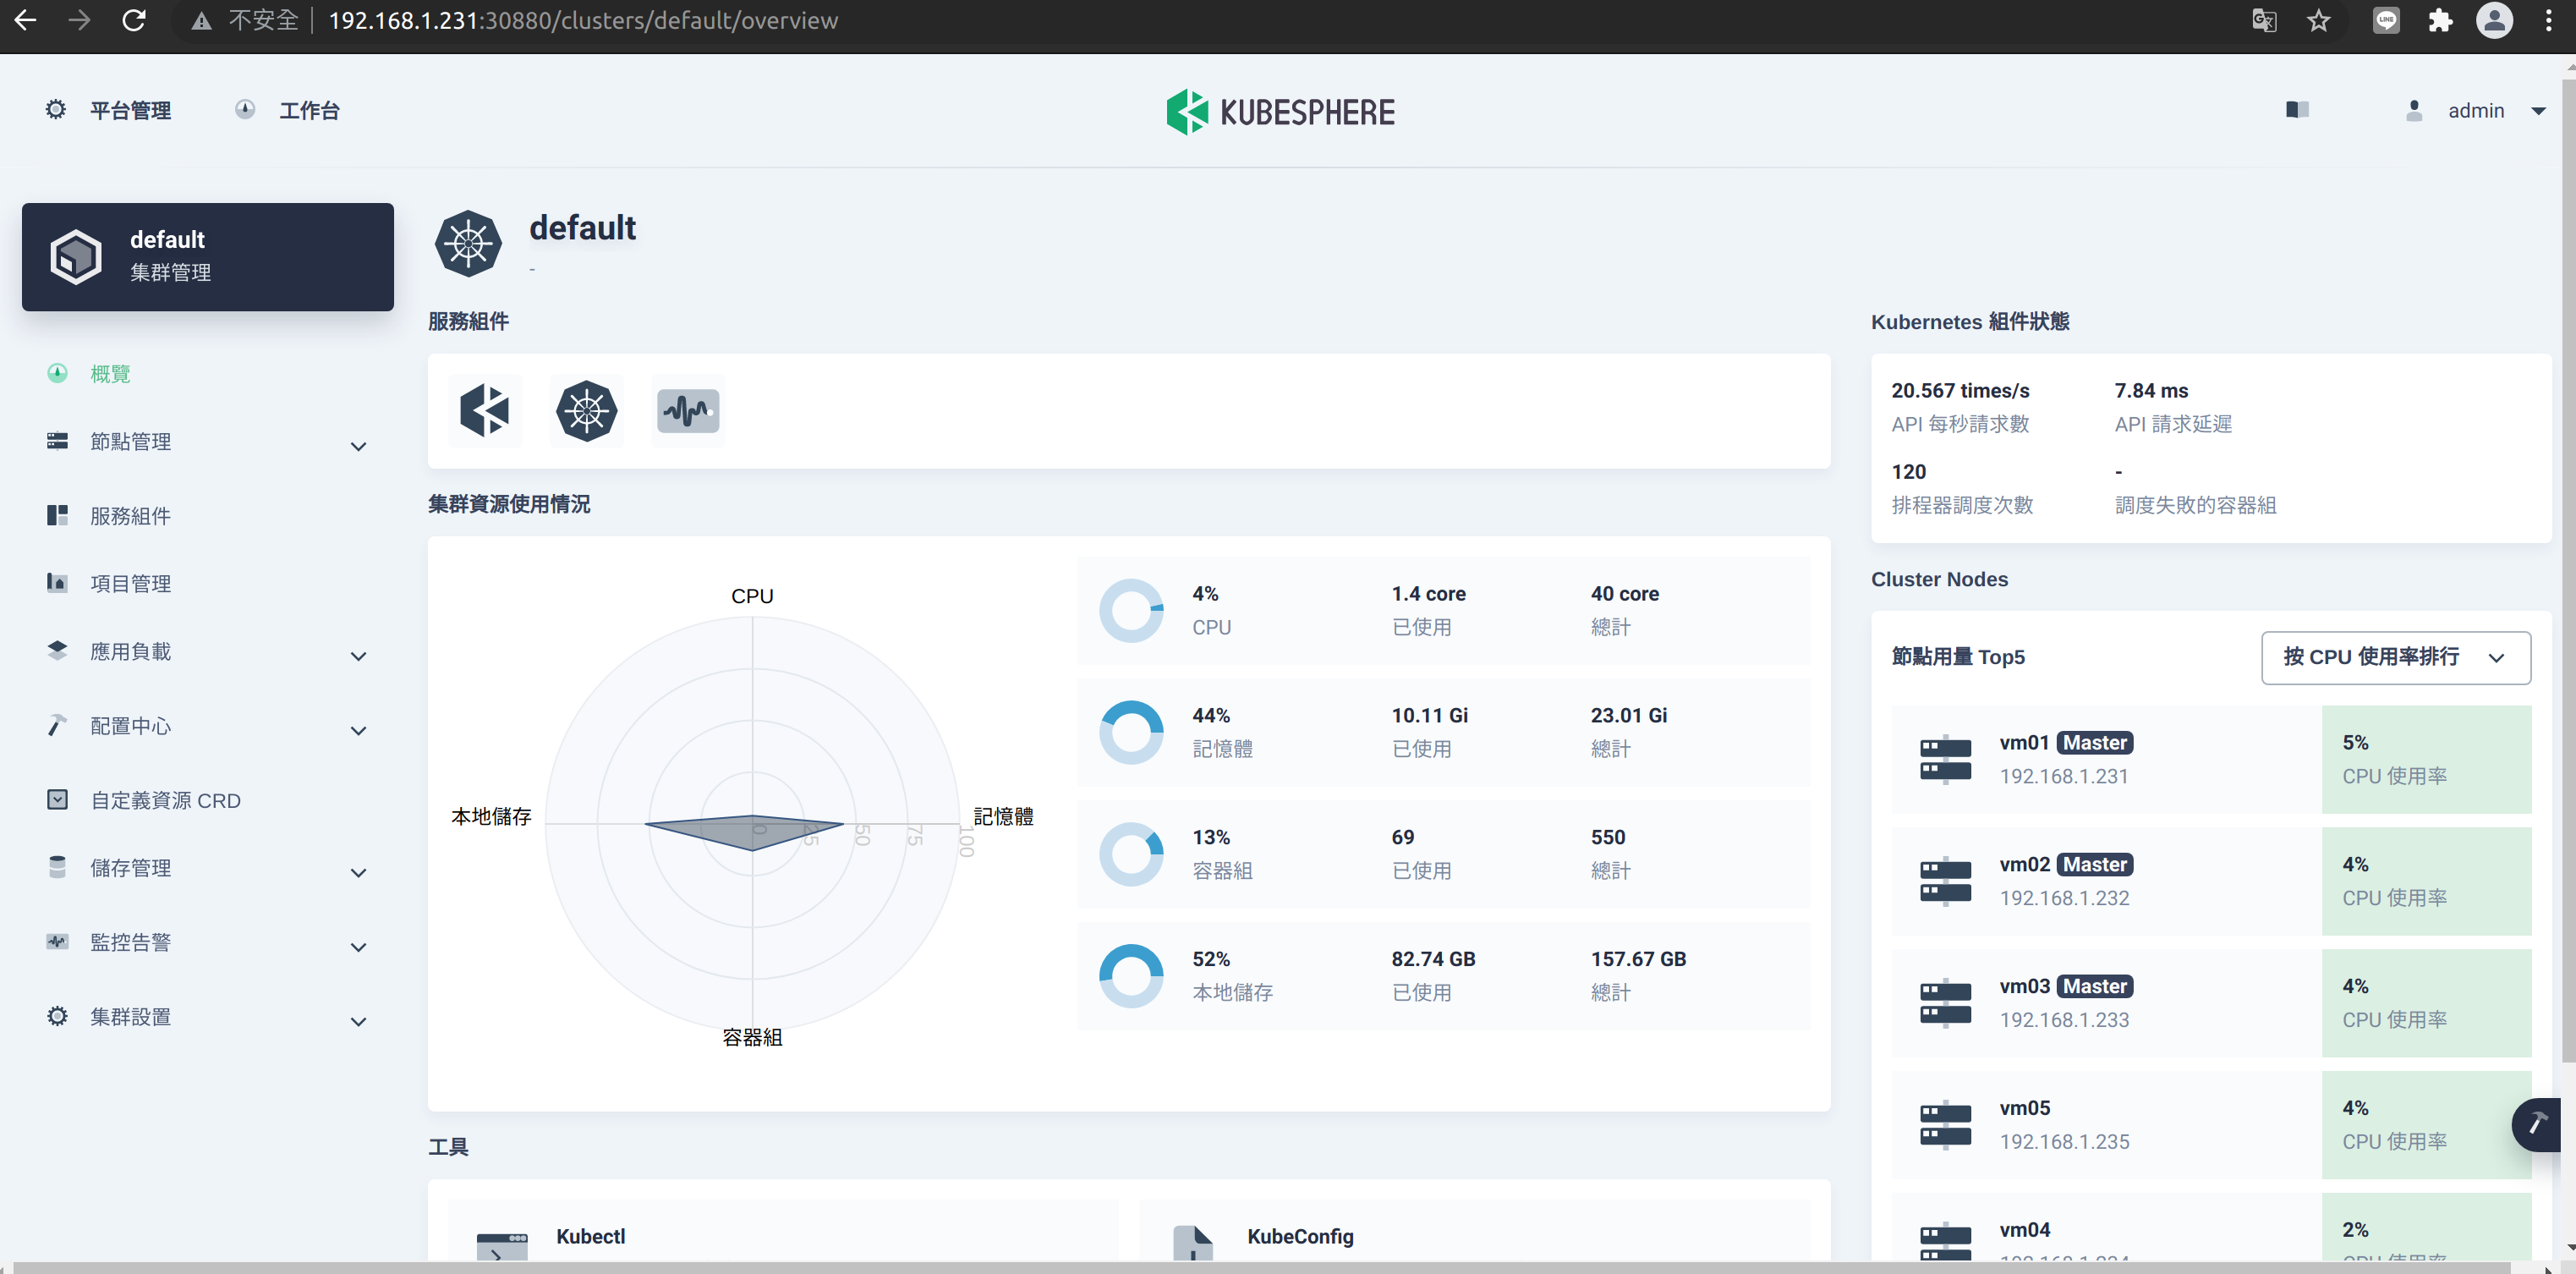 不安全 192.168.1.231:30880/clusters/default/overview
平台管理 工作台 KUBESPHERE admin
default
集群管理
概覽
節點管理
服務組件
項目管理
應用負載
配置中心
自定義資源 CRD
儲存管理
監控告警
集群設置
default
-
服務組件
集群資源使用情況
CPU
本地儲存
記憶體
容器組
0 25 50 75 100
4% 1.4 core 40 core
CPU 已使用 總計
44% 10.11 Gi 23.01 Gi
記憶體 已使用 總計
13% 69 550
容器組 已使用 總計
52% 82.74 GB 157.67 GB
本地儲存 已使用 總計
工具
Kubectl KubeConfig
Kubernetes 組件狀態
20.567 times/s 7.84 ms
API 每秒請求數 API 請求延遲
120 -
排程器調度次數 調度失敗的容器組
Cluster Nodes
節點用量 Top5 按 CPU 使用率排行
vm01 Master 5%
192.168.1.231 CPU 使用率
vm02 Master 4%
192.168.1.232 CPU 使用率
vm03 Master 4%
192.168.1.233 CPU 使用率
vm05 4%
192.168.1.235 CPU 使用率
vm04 2%